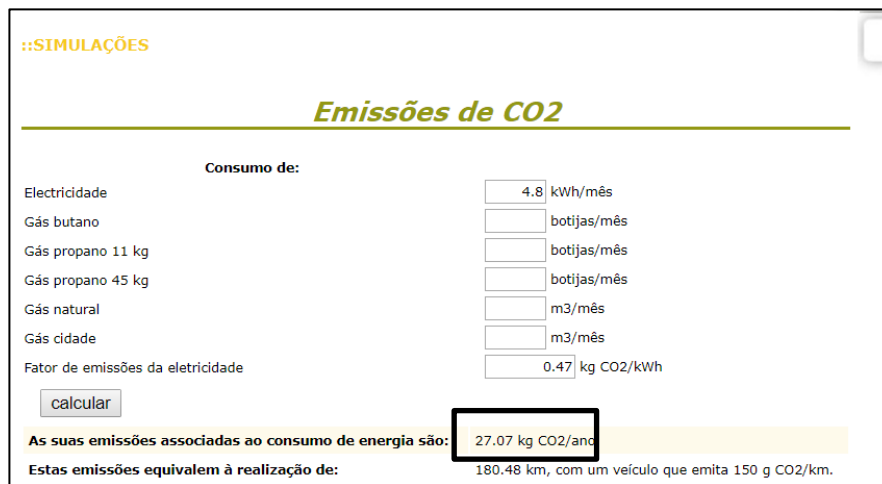 ::SIMULAÇÕES
Emissões de CO2
Consumo de:
Electricidade 4.8 kWh/mês
Gás butano botijas/mês
Gás propano 11 kg botijas/mês
Gás propano 45 kg botijas/mês
Gás natural m3/mês
Gás cidade m3/mês
Fator de emissões da eletricidade 0.47 kg CO2/kWh
calcular
As suas emissões associadas ao consumo de energia são: 27.07 kg CO2/ano
Estas emissões equivalem à realização de: 180.48 km, com um veículo que emita 150 g CO2/km.